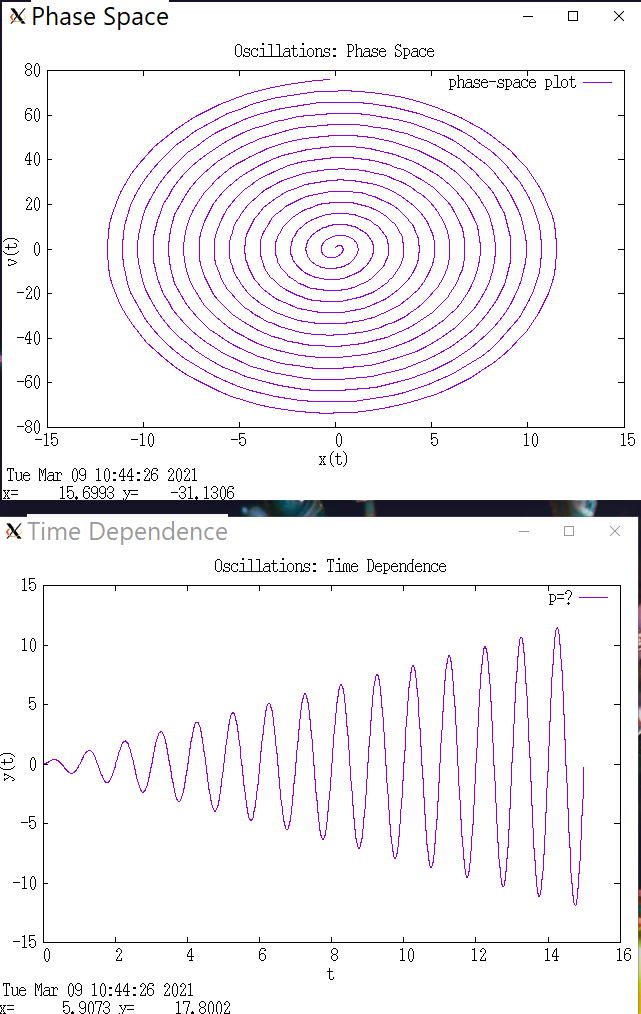 Phase Space
Oscillations: Phase Space
phase-space plot
80
60
40
20
0
-20
-40
-60
-80
v(t)
-15 -10 -5 0 5 10 15
x(t)
Tue Mar 09 10:44:26 2021
x= 15.6993 y= -31.1306
Time Dependence
Oscillations: Time Dependence
p=?
15
10
5
0
-5
-10
-15
y(t)
0 2 4 6 8 10 12 14 16
t
Tue Mar 09 10:44:26 2021
x= 5.9073 y= 17.8002